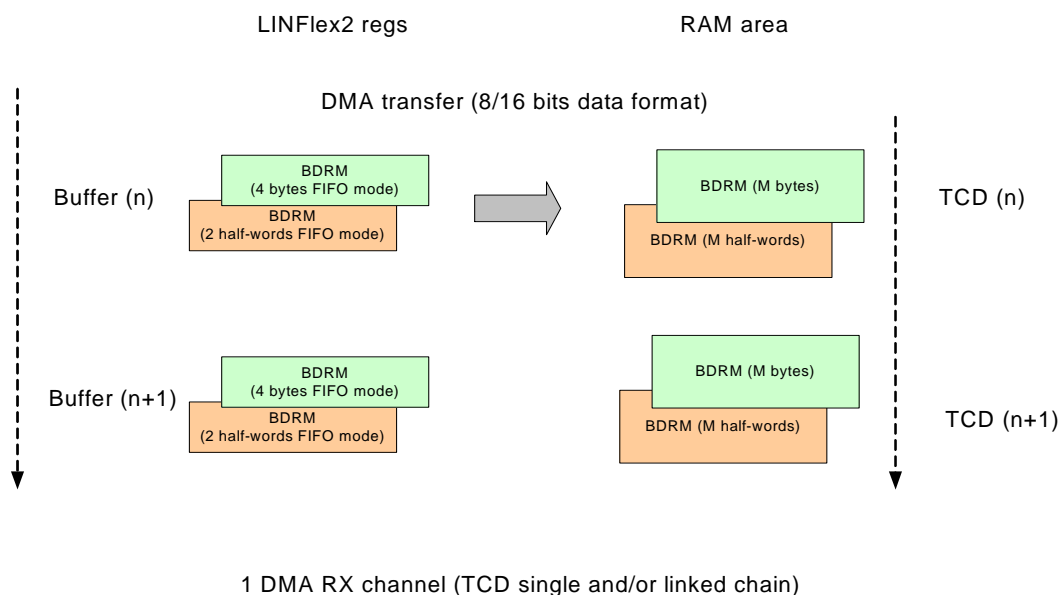 LINFlex2 regs
RAM area
DMA transfer (8/16 bits data format)
Buffer (n)
BDRM
(4 bytes FIFO mode)
BDRM
(2 half-words FIFO mode)
BDRM (M bytes)
BDRM (M half-words)
TCD (n)
Buffer (n+1)
BDRM
(4 bytes FIFO mode)
BDRM
(2 half-words FIFO mode)
BDRM (M bytes)
BDRM (M half-words)
TCD (n+1)
1 DMA RX channel (TCD single and/or linked chain)